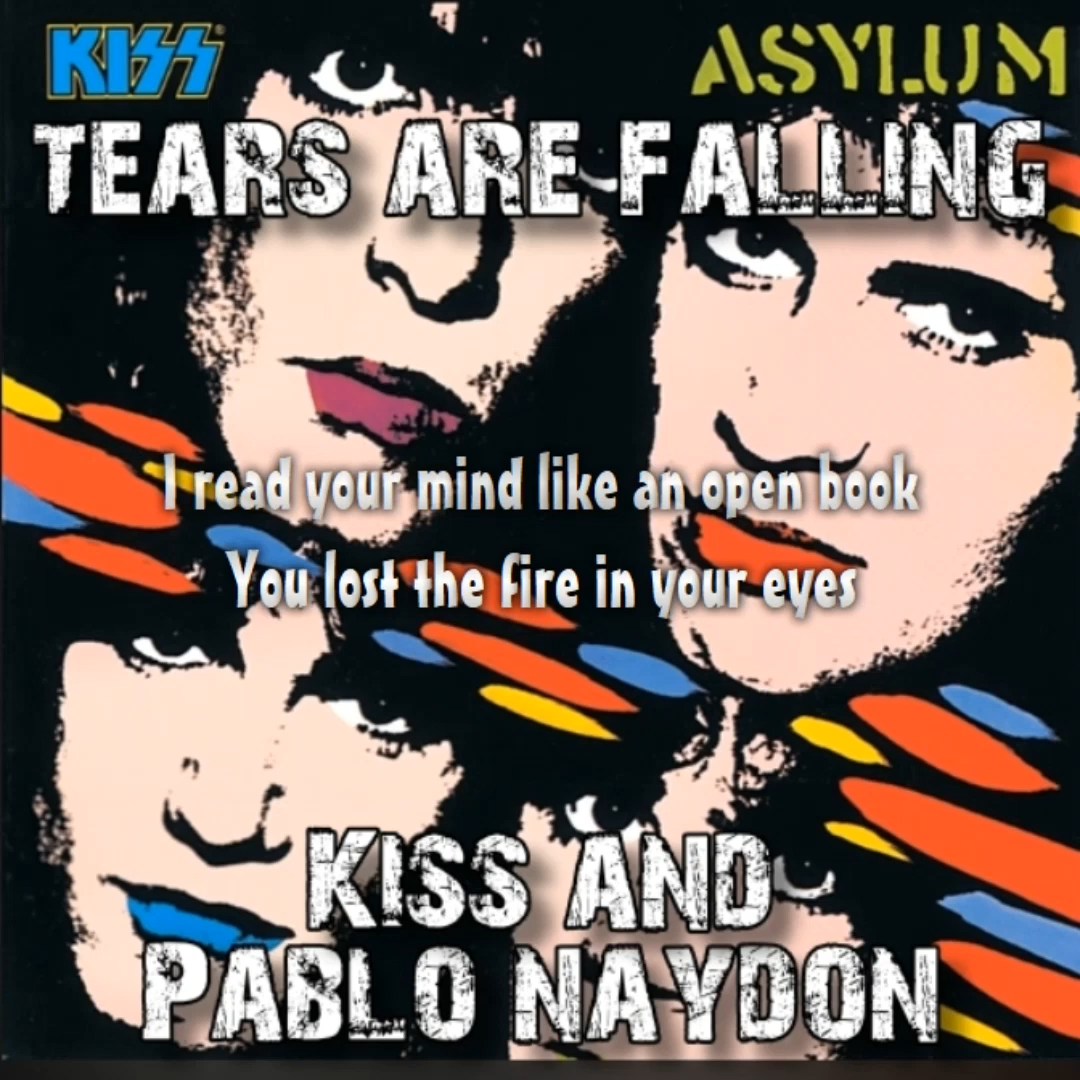 KISS
ASYLUM
TEARS ARE FALLING
I read your mind like an open book
You lost the fire in your eyes
KISS AND
PABLO NAYDON